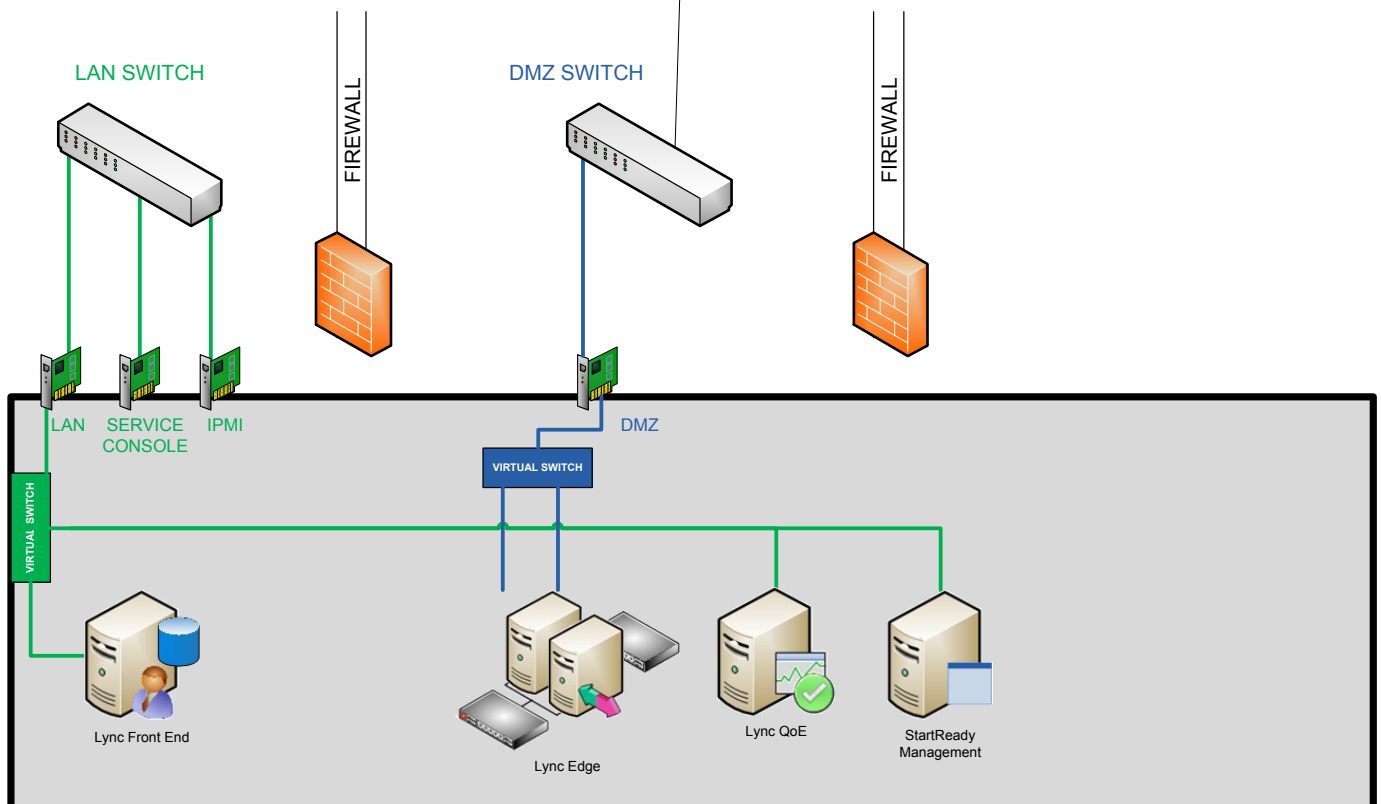 LAN SWITCH
DMZ SWITCH
FIREWALL
FIREWALL
LAN
SERVICE
CONSOLE
IPMI
DMZ
VIRTUAL SWITCH
VIRTUAL SWITCH
Lync Front End
Lync Edge
Lync QoE
StartReady
Management